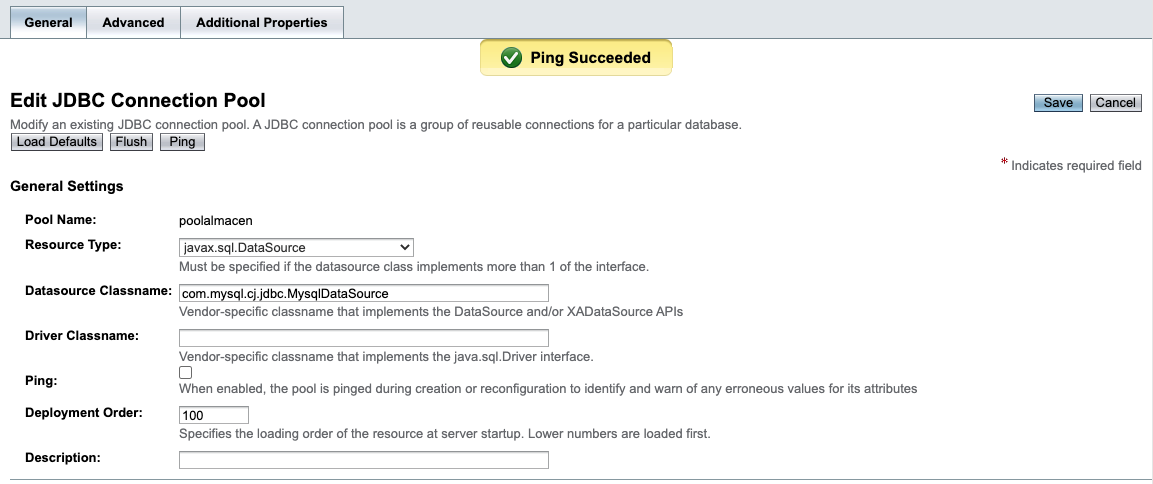 General Advanced Additional Properties
Ping Succeeded
Edit JDBC Connection Pool
Save Cancel
Modify an existing JDBC connection pool. A JDBC connection pool is a group of reusable connections for a particular database.
Load Defaults Flush Ping
* Indicates required field
General Settings
Pool Name: poolalmacen
Resource Type: javax.sql.DataSource
Must be specified if the datasource class implements more than 1 of the interface.
Datasource Classname: com.mysql.cj.jdbc.MysqlDataSource
Vendor-specific classname that implements the DataSource and/or XADataSource APIs
Driver Classname:
Vendor-specific classname that implements the java.sql.Driver interface.
Ping:
When enabled, the pool is pinged during creation or reconfiguration to identify and warn of any erroneous values for its attributes
Deployment Order: 100
Specifies the loading order of the resource at server startup. Lower numbers are loaded first.
Description: